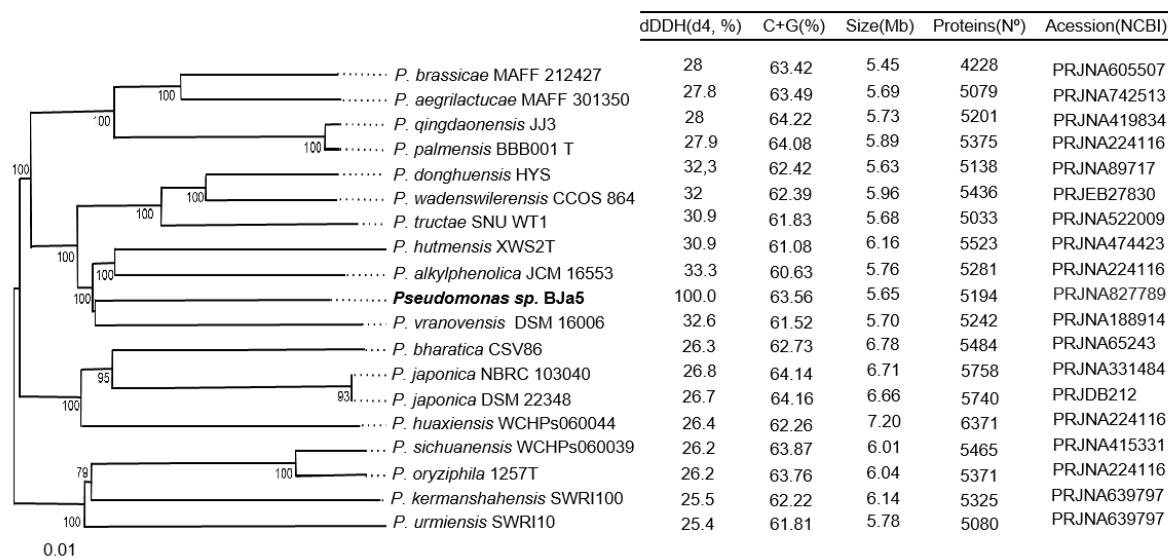 dDDH(d4, %) C+G(%) Size(Mb) Proteins(Nº) Acession(NCBI)
P. brassicae MAFF 212427 28 63.42 5.45 4228 PRJNA605507
100
P. aegrilactucae MAFF 301350 27.8 63.49 5.69 5079 PRJNA742513
100
P. qingdaonensis JJ3 28 64.22 5.73 5201 PRJNA419834
100
P. palmensis BBB001 T 27.9 64.08 5.89 5375 PRJNA224116
P. donghuensis HYS 32,3 62.42 5.63 5138 PRJNA89717
100
P. wadenswilerensis CCOS 864 32 62.39 5.96 5436 PRJEB27830
100
P. tructae SNU WT1 30.9 61.83 5.68 5033 PRJNA522009
100
P. hutmensis XWS2T 30.9 61.08 6.16 5523 PRJNA474423
100
P. alkylphenolica JCM 16553 33.3 60.63 5.76 5281 PRJNA224116
100
Pseudomonas sp. BJa5 100.0 63.56 5.65 5194 PRJNA827789
P. vranovensis DSM 16006 32.6 61.52 5.70 5242 PRJNA188914
P. bharatica CSV86 26.3 62.73 6.78 5484 PRJNA65243
95
P. japonica NBRC 103040 26.8 64.14 6.71 5758 PRJNA331484
93
P. japonica DSM 22348 26.7 64.16 6.66 5740 PRJDB212
100
P. huaxiensis WCHPs060044 26.4 62.26 7.20 6371 PRJNA224116
P. sichuanensis WCHPs060039 26.2 63.87 6.01 5465 PRJNA415331
79 100
P. oryziphila 1257T 26.2 63.76 6.04 5371 PRJNA224116
P. kermanshahensis SWRI100 25.5 62.22 6.14 5325 PRJNA639797
100
P. urmiensis SWRI10 25.4 61.81 5.78 5080 PRJNA639797
0.01